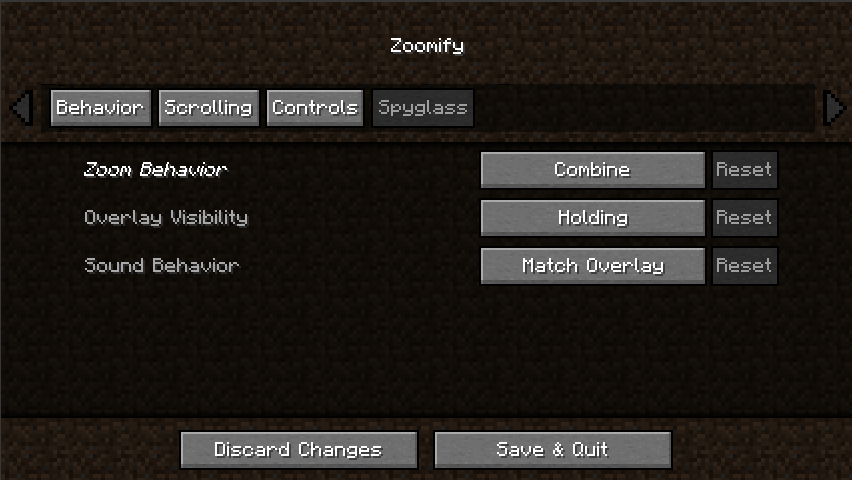 Zoomify
Behavior Scrolling Controls Spyglass
Zoom Behavior Combine Reset
Overlay Visibility Holding Reset
Sound Behavior Match Overlay Reset
Discard Changes Save & Quit